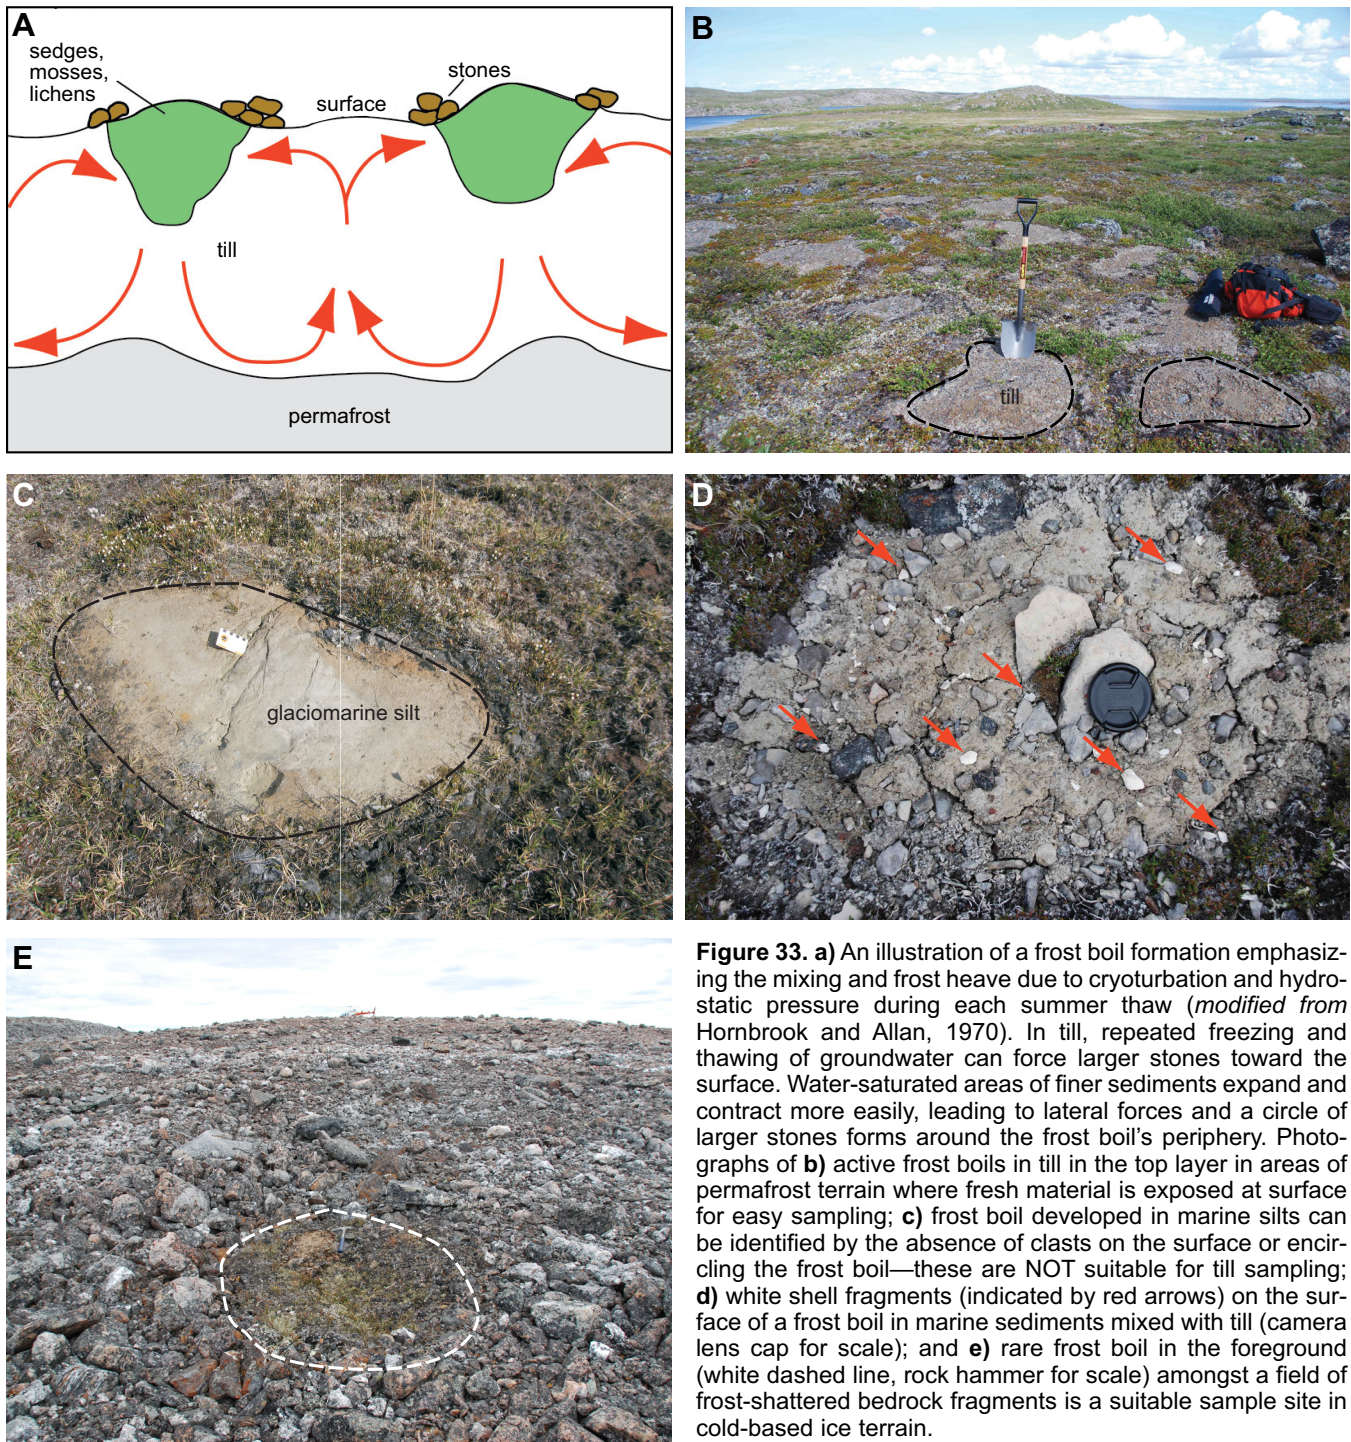 A
sedges,
mosses,
lichens
stones
surface
till
permafrost
B
till
C
glaciomarine silt
D
E
Figure 33. a) An illustration of a frost boil formation emphasiz-
ing the mixing and frost heave due to cryoturbation and hydro-
static pressure during each summer thaw (modified from
Hornbrook and Allan, 1970). In till, repeated freezing and
thawing of groundwater can force larger stones toward the
surface. Water-saturated areas of finer sediments expand and
contract more easily, leading to lateral forces and a circle of
larger stones forms around the frost boil's periphery. Photo-
graphs of b) active frost boils in till in the top layer in areas of
permafrost terrain where fresh material is exposed at surface
for easy sampling; c) frost boil developed in marine silts can
be identified by the absence of clasts on the surface or encir-
cling the frost boil—these are NOT suitable for till sampling;
d) white shell fragments (indicated by red arrows) on the sur-
face of a frost boil in marine sediments mixed with till (camera
lens cap for scale); and e) rare frost boil in the foreground
(white dashed line, rock hammer for scale) amongst a field of
frost-shattered bedrock fragments is a suitable sample site in
cold-based ice terrain.